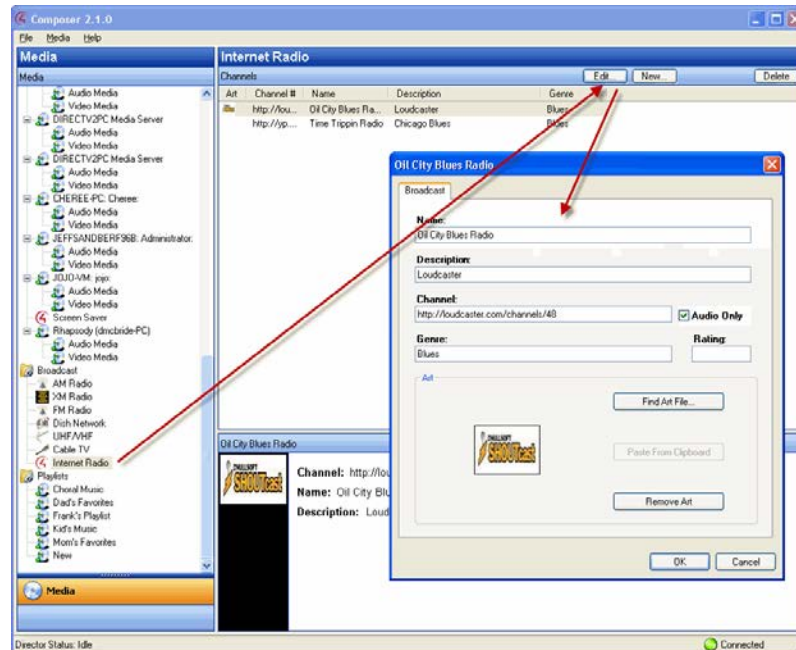 Composer 2.1.0
File Media Help
Media
Media
Audio Media
Video Media
DIRECTV2PC Media Server
Audio Media
Video Media
DIRECTV2PC Media Server
Audio Media
Video Media
CHEREE-PC: Cheree:
Audio Media
Video Media
JEFFSANDBERF96B: Administrator:
Audio Media
Video Media
JOJO-VM: jojo:
Audio Media
Video Media
Screen Saver
Rhapsody (dmcbride-PC)
Audio Media
Video Media
Broadcast
AM Radio
XM Radio
FM Radio
Dish Network
UHF/VHF
Cable TV
Internet Radio
Playlists
Choral Music
Dad's Favorites
Frank's Playlist
Kid's Music
Mom's Favorites
New
Media
Director Status: Idle
Internet Radio
Channels Edit... New... Delete
Art Channel # Name Description Genre
http://lou... Oil City Blues Ra... Loudcaster Blues
http://yp.... Time Trippin Radio Chicago Blues Blues
Oil City Blues Radio
Broadcast
Name:
Oil City Blues Radio
Description:
Loudcaster
Channel:
http://loudcaster.com/channels/48 Audio Only
Genre: Rating:
Blues
Art
Find Art File...
NULLSOFT
SHOUTcast
Paste From Clipboard
Remove Art
OK Cancel
Oil City Blues Radio
NULLSOFT
SHOUTcast
Channel: http://lou
Name: Oil City Blu
Description: Loud
Connected